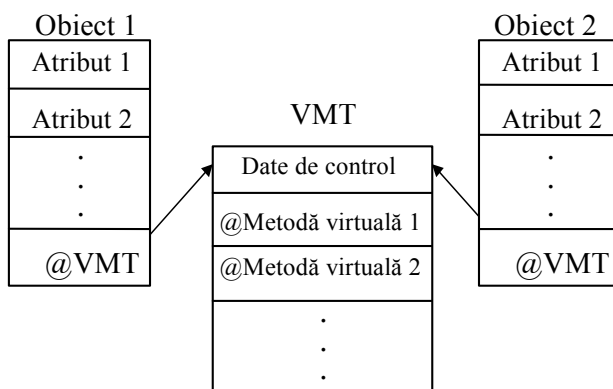 Obiect 1
Atribut 1
Atribut 2
.
.
.
@VMT
VMT
Date de control
@Metodă virtuală 1
@Metodă virtuală 2
.
.
.
Obiect 2
Atribut 1
Atribut 2
.
.
.
@VMT